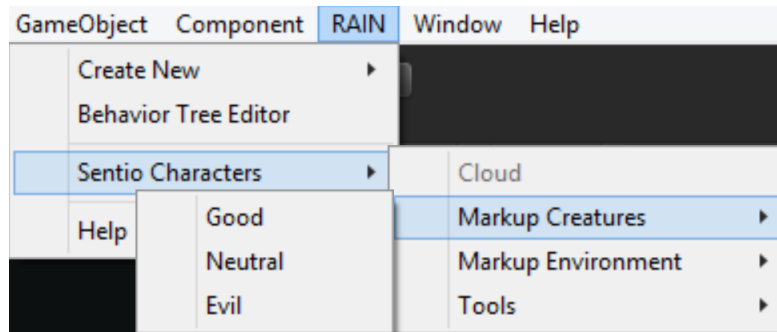 GameObject Component RAIN Window Help
Create New
Behavior Tree Editor
Sentio Characters
Help
Cloud
Markup Creatures
Markup Environment
Tools
Good
Neutral
Evil